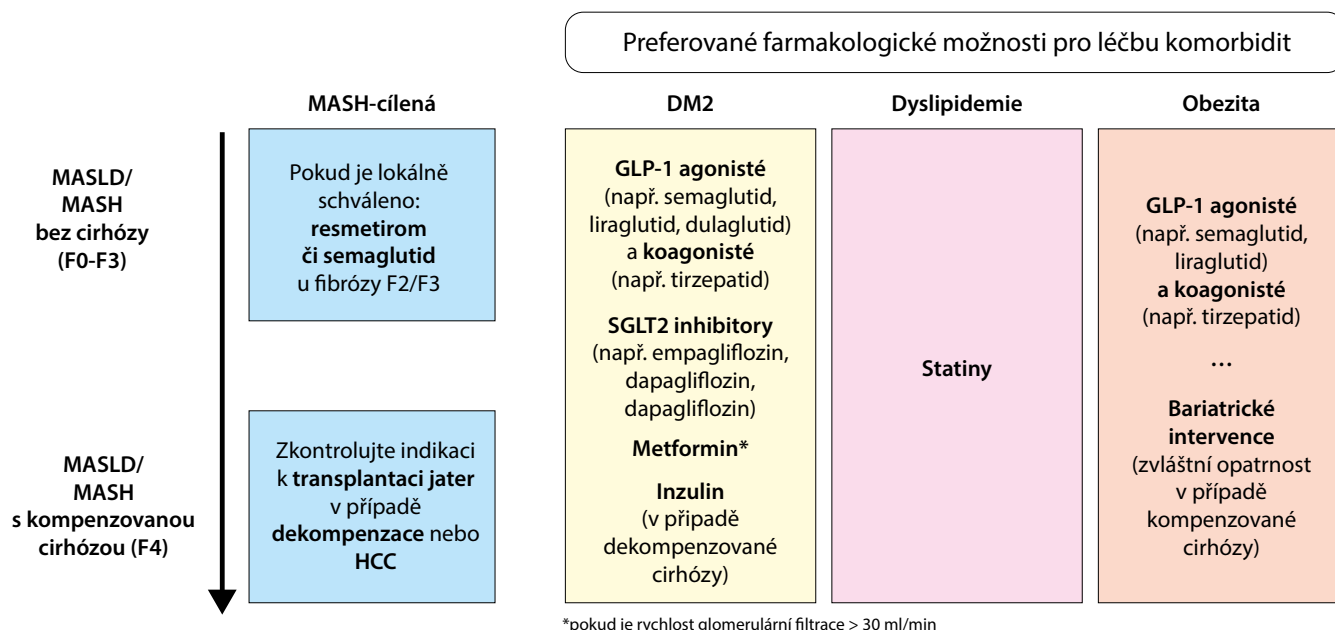 Preferované farmakologické možnosti pro léčbu komorbidit
MASH-cílená
DM2
Dyslipidemie
Obezita
MASLD/
MASH
bez cirhózy
(F0-F3)
Pokud je lokálně
schváleno:
resmetirom
či semaglutid
u fibrózy F2/F3
MASLD/
MASH
s kompenzovanou
cirhózou (F4)
Zkontrolujte indikaci
k transplantaci jater
v případě
dekompenzace nebo
HCC
GLP-1 agonisté
(např. semaglutid,
liraglutid, dulaglutid)
a koagonisté
(např. tirzepatid)
SGLT2 inhibitory
(např. empagliflozin,
dapagliflozin,
dapagliflozin)
Metformin*
Inzulin
(v připadě
dekompenzované
cirhózy)
Statiny
GLP-1 agonisté
(např. semaglutid,
liraglutid)
a koagonisté
(např. tirzepatid)
...
Bariatrické
intervence
(zvláštní opatrnost
v případě
kompenzované
cirhózy)
*pokud je rychlost glomerulární filtrace > 30 ml/min